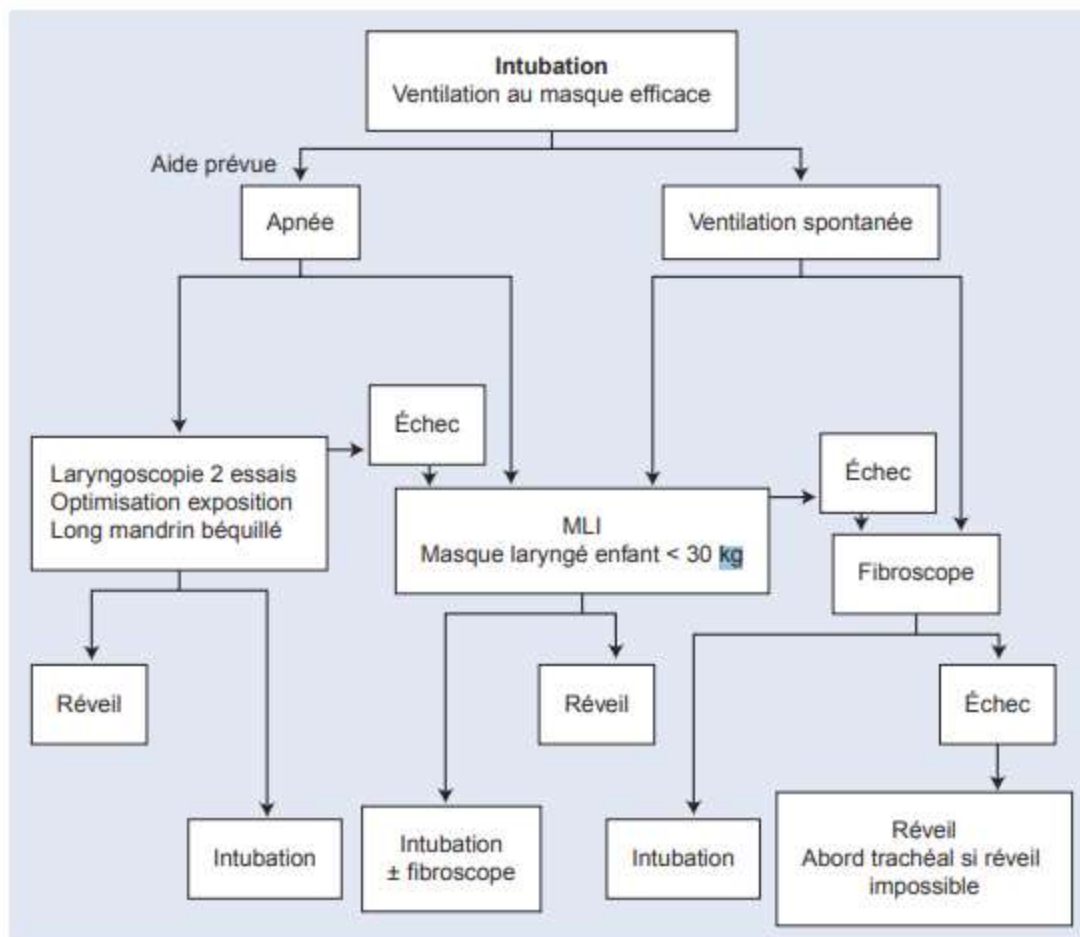 Intubation
Ventilation au masque efficace
Aide prévue
Apnée
Ventilation spontanée
Échec
Laryngoscopie 2 essais
Optimisation exposition
Long mandrin béquillé
Échec
MLI
Masque laryngé enfant < 30 kg
Fibroscope
Réveil
Réveil
Échec
Intubation
Intubation
± fibroscope
Intubation
Réveil
Abord trachéal si réveil
impossible